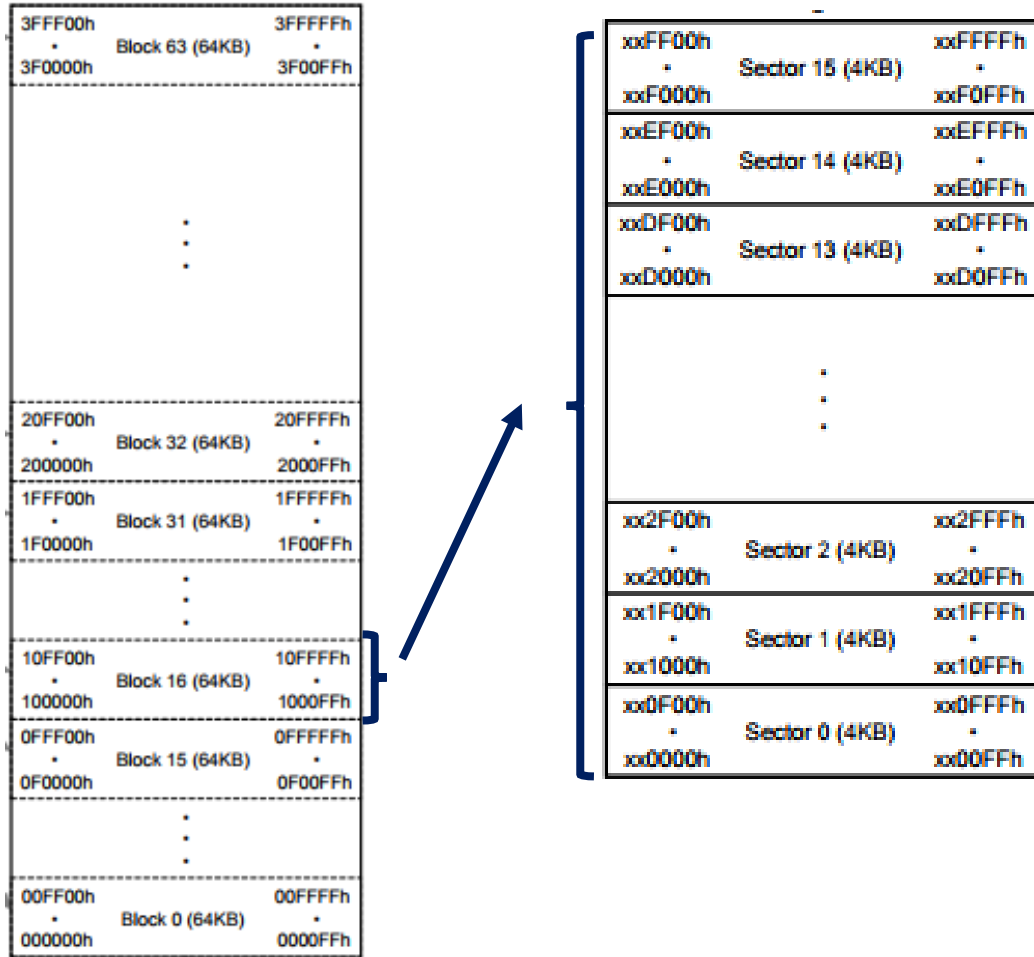 3FFF00h 3FFFFFh
Block 63 (64KB)
3F0000h 3F00FFh
20FF00h 20FFFFh
Block 32 (64KB)
200000h 2000FFh
1FFF00h 1FFFFFh
Block 31 (64KB)
1F0000h 1F00FFh
10FF00h 10FFFFh
Block 16 (64KB)
100000h 1000FFh
0FFF00h 0FFFFFh
Block 15 (64KB)
0F0000h 0F00FFh
00FF00h 00FFFFh
Block 0 (64KB)
000000h 0000FFh
xxFF00h xxFFFFh
Sector 15 (4KB)
xxF000h xxF0FFh
xxEF00h xxEFFFh
Sector 14 (4KB)
xxE000h xxE0FFh
xxDF00h xxDFFFh
Sector 13 (4KB)
xxD000h xxD0FFh
xx2F00h xx2FFFh
Sector 2 (4KB)
xx2000h xx20FFh
xx1F00h xx1FFFh
Sector 1 (4KB)
xx1000h xx10FFh
xx0F00h xx0FFFh
Sector 0 (4KB)
xx0000h xx00FFh